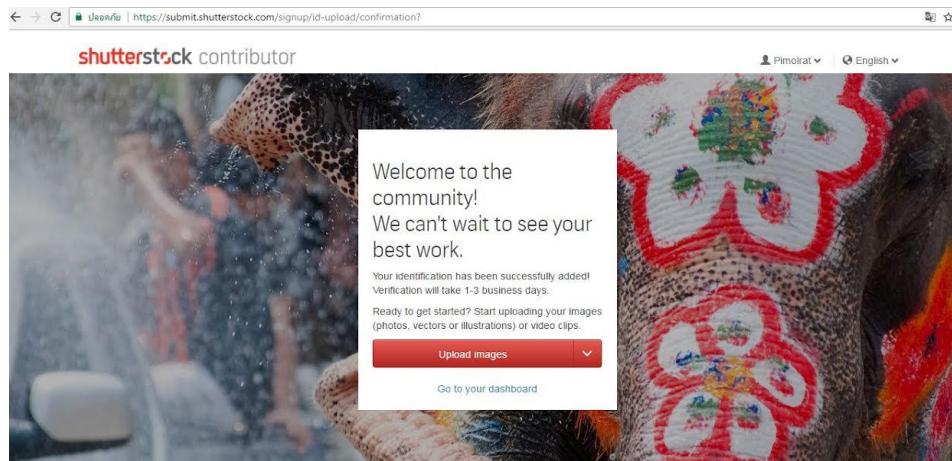 ปลอดภัย | https://submit.shutterstock.com/signup/id-upload/confirmation?
shutterstock contributor
Pimolrat
English
Welcome to the
community!
We can't wait to see your
best work.
Your identification has been successfully added!
Verification will take 1-3 business days.
Ready to get started? Start uploading your images
(photos, vectors or illustrations) or video clips.
Upload images
Go to your dashboard